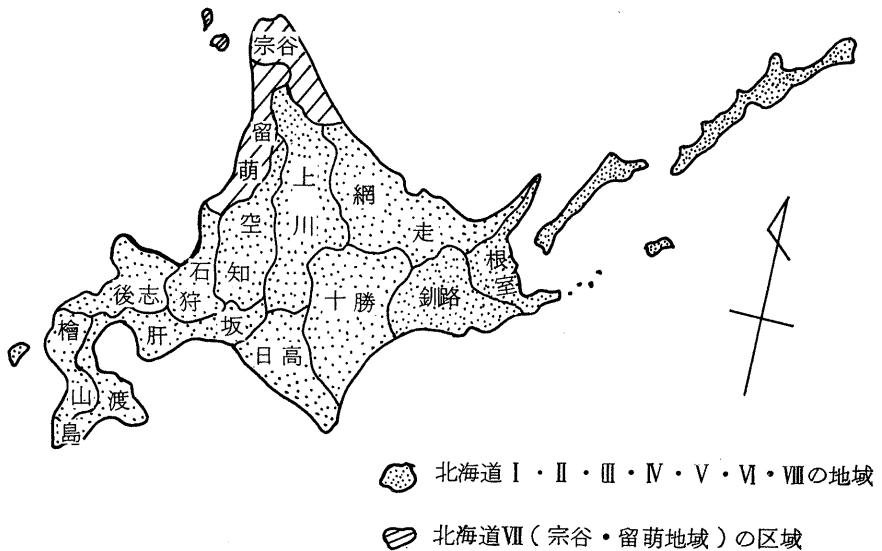 宗谷
留萌
上川
網走
空知
石狩
後志
根室
釧路
十勝
日高
肝坂
檜山
渡島
北海道Ⅰ・Ⅱ・Ⅲ・Ⅳ・Ⅴ・Ⅵ・Ⅷの地域
北海道Ⅶ(宗谷・留萌地域)の区域